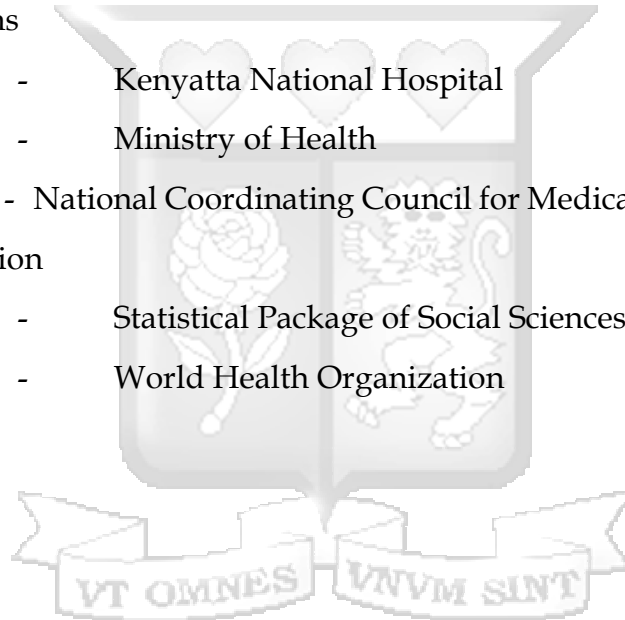 ns
- Kenyatta National Hospital
- Ministry of Health
- National Coordinating Council for Medica
ion
- Statistical Package of Social Sciences
- World Health Organization
VT OMNES VNVM SINT